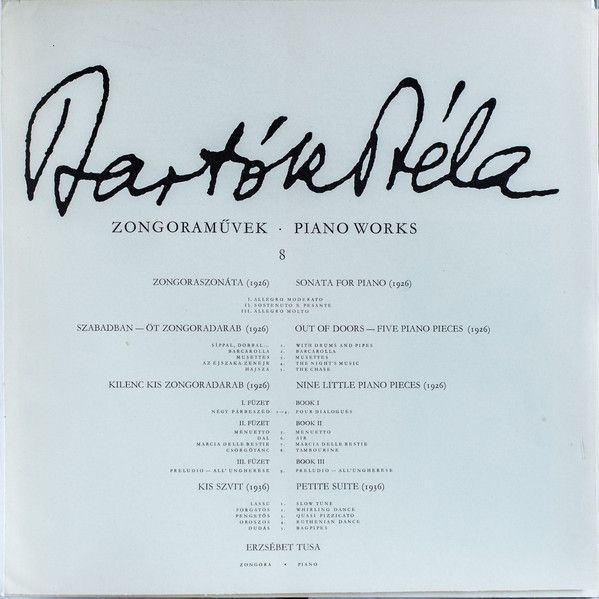 Bartók Béla
ZONGORAMŰVEK · PIANO WORKS
8
ZONGORASZONÁTA (1926) SONATA FOR PIANO (1926)
I. ALLEGRO MODERATO
II. SOSTENUTO E PESANTE
III. ALLEGRO MOLTO
SZABADBAN — ÖT ZONGORADARAB (1926) OUT OF DOORS — FIVE PIANO PIECES (1926)
SÍPPAL, DOBBAL... 1. WITH DRUMS AND PIPES
BARCAROLLA 2. BARCAROLLA
MUSETTES 3. MUSETTES
AZ ÉJSZAKA ZENÉJE 4. THE NIGHT'S MUSIC
HAJSZA 5. THE CHASE
KILENC KIS ZONGORADARAB (1926) NINE LITTLE PIANO PIECES (1926)
I. FÜZET BOOK I
NÉGY PÁRBESZÉD 1—4. FOUR DIALOGUES
II. FÜZET BOOK II
MENUETTO 5. MENUETTO
DAL 6. AIR
MARCIA DELLE BESTIE 7. MARCIA DELLE BESTIE
CSÖRGŐTÁNC 8. TAMBOURINE
III. FÜZET BOOK III
PRELUDIO — ALL' UNGHERESE 9. PRELUDIO — ALL'UNGHERESE
KIS SZVIT (1936) PETITE SUITE (1936)
LASSÚ 1. SLOW TUNE
FORGATÓS 2. WHIRLING DANCE
PENGETŐS 3. QUASI PIZZICATO
OROSZOS 4. RUTHENIAN DANCE
DUDÁS 5. BAGPIPES
ERZSÉBET TUSA
ZONGORA • PIANO